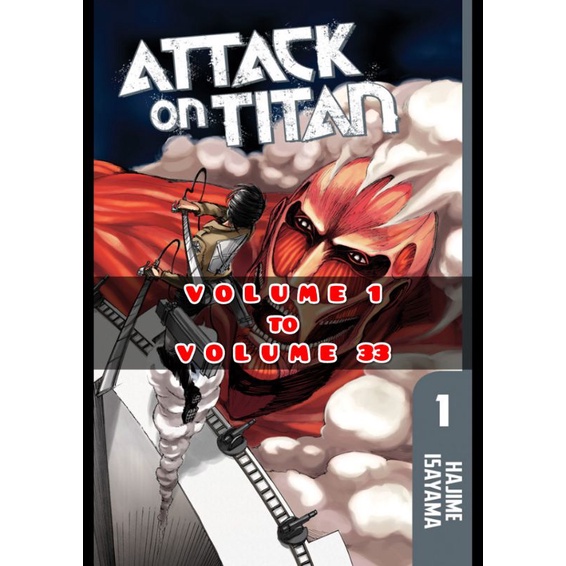 ATTACK
on TITAN
VOLUME 1
TO
VOLUME 33
1
HAJIME
ISAYAMA